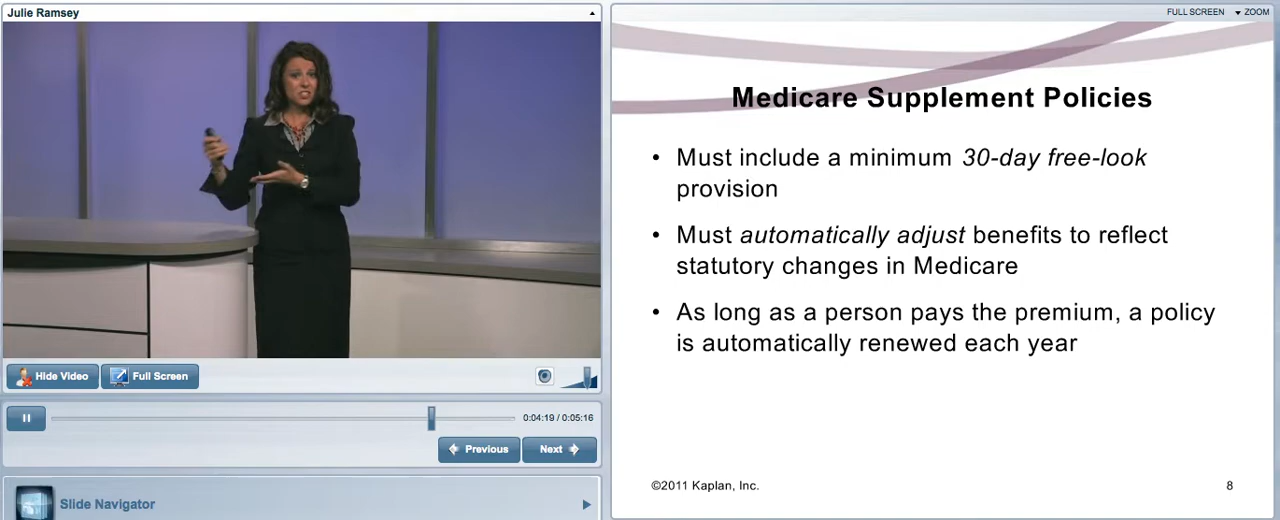 Julie Ramsey
Hide Video
Full Screen
0:04:19 / 0:05:16
Previous
Next
Slide Navigator
FULL SCREEN
ZOOM
Medicare Supplement Policies
• Must include a minimum 30-day free-look
provision
• Must automatically adjust benefits to reflect
statutory changes in Medicare
• As long as a person pays the premium, a policy
is automatically renewed each year
©2011 Kaplan, Inc.
8